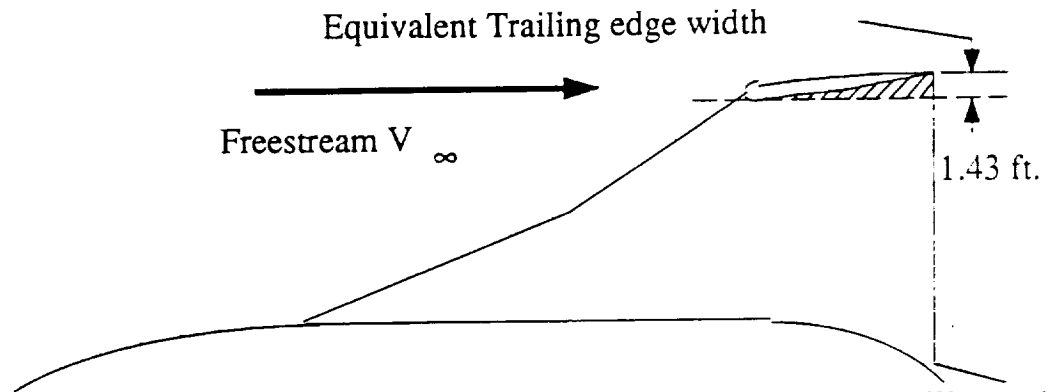 Equivalent Trailing edge width
Freestream V ∞
1.43 ft.